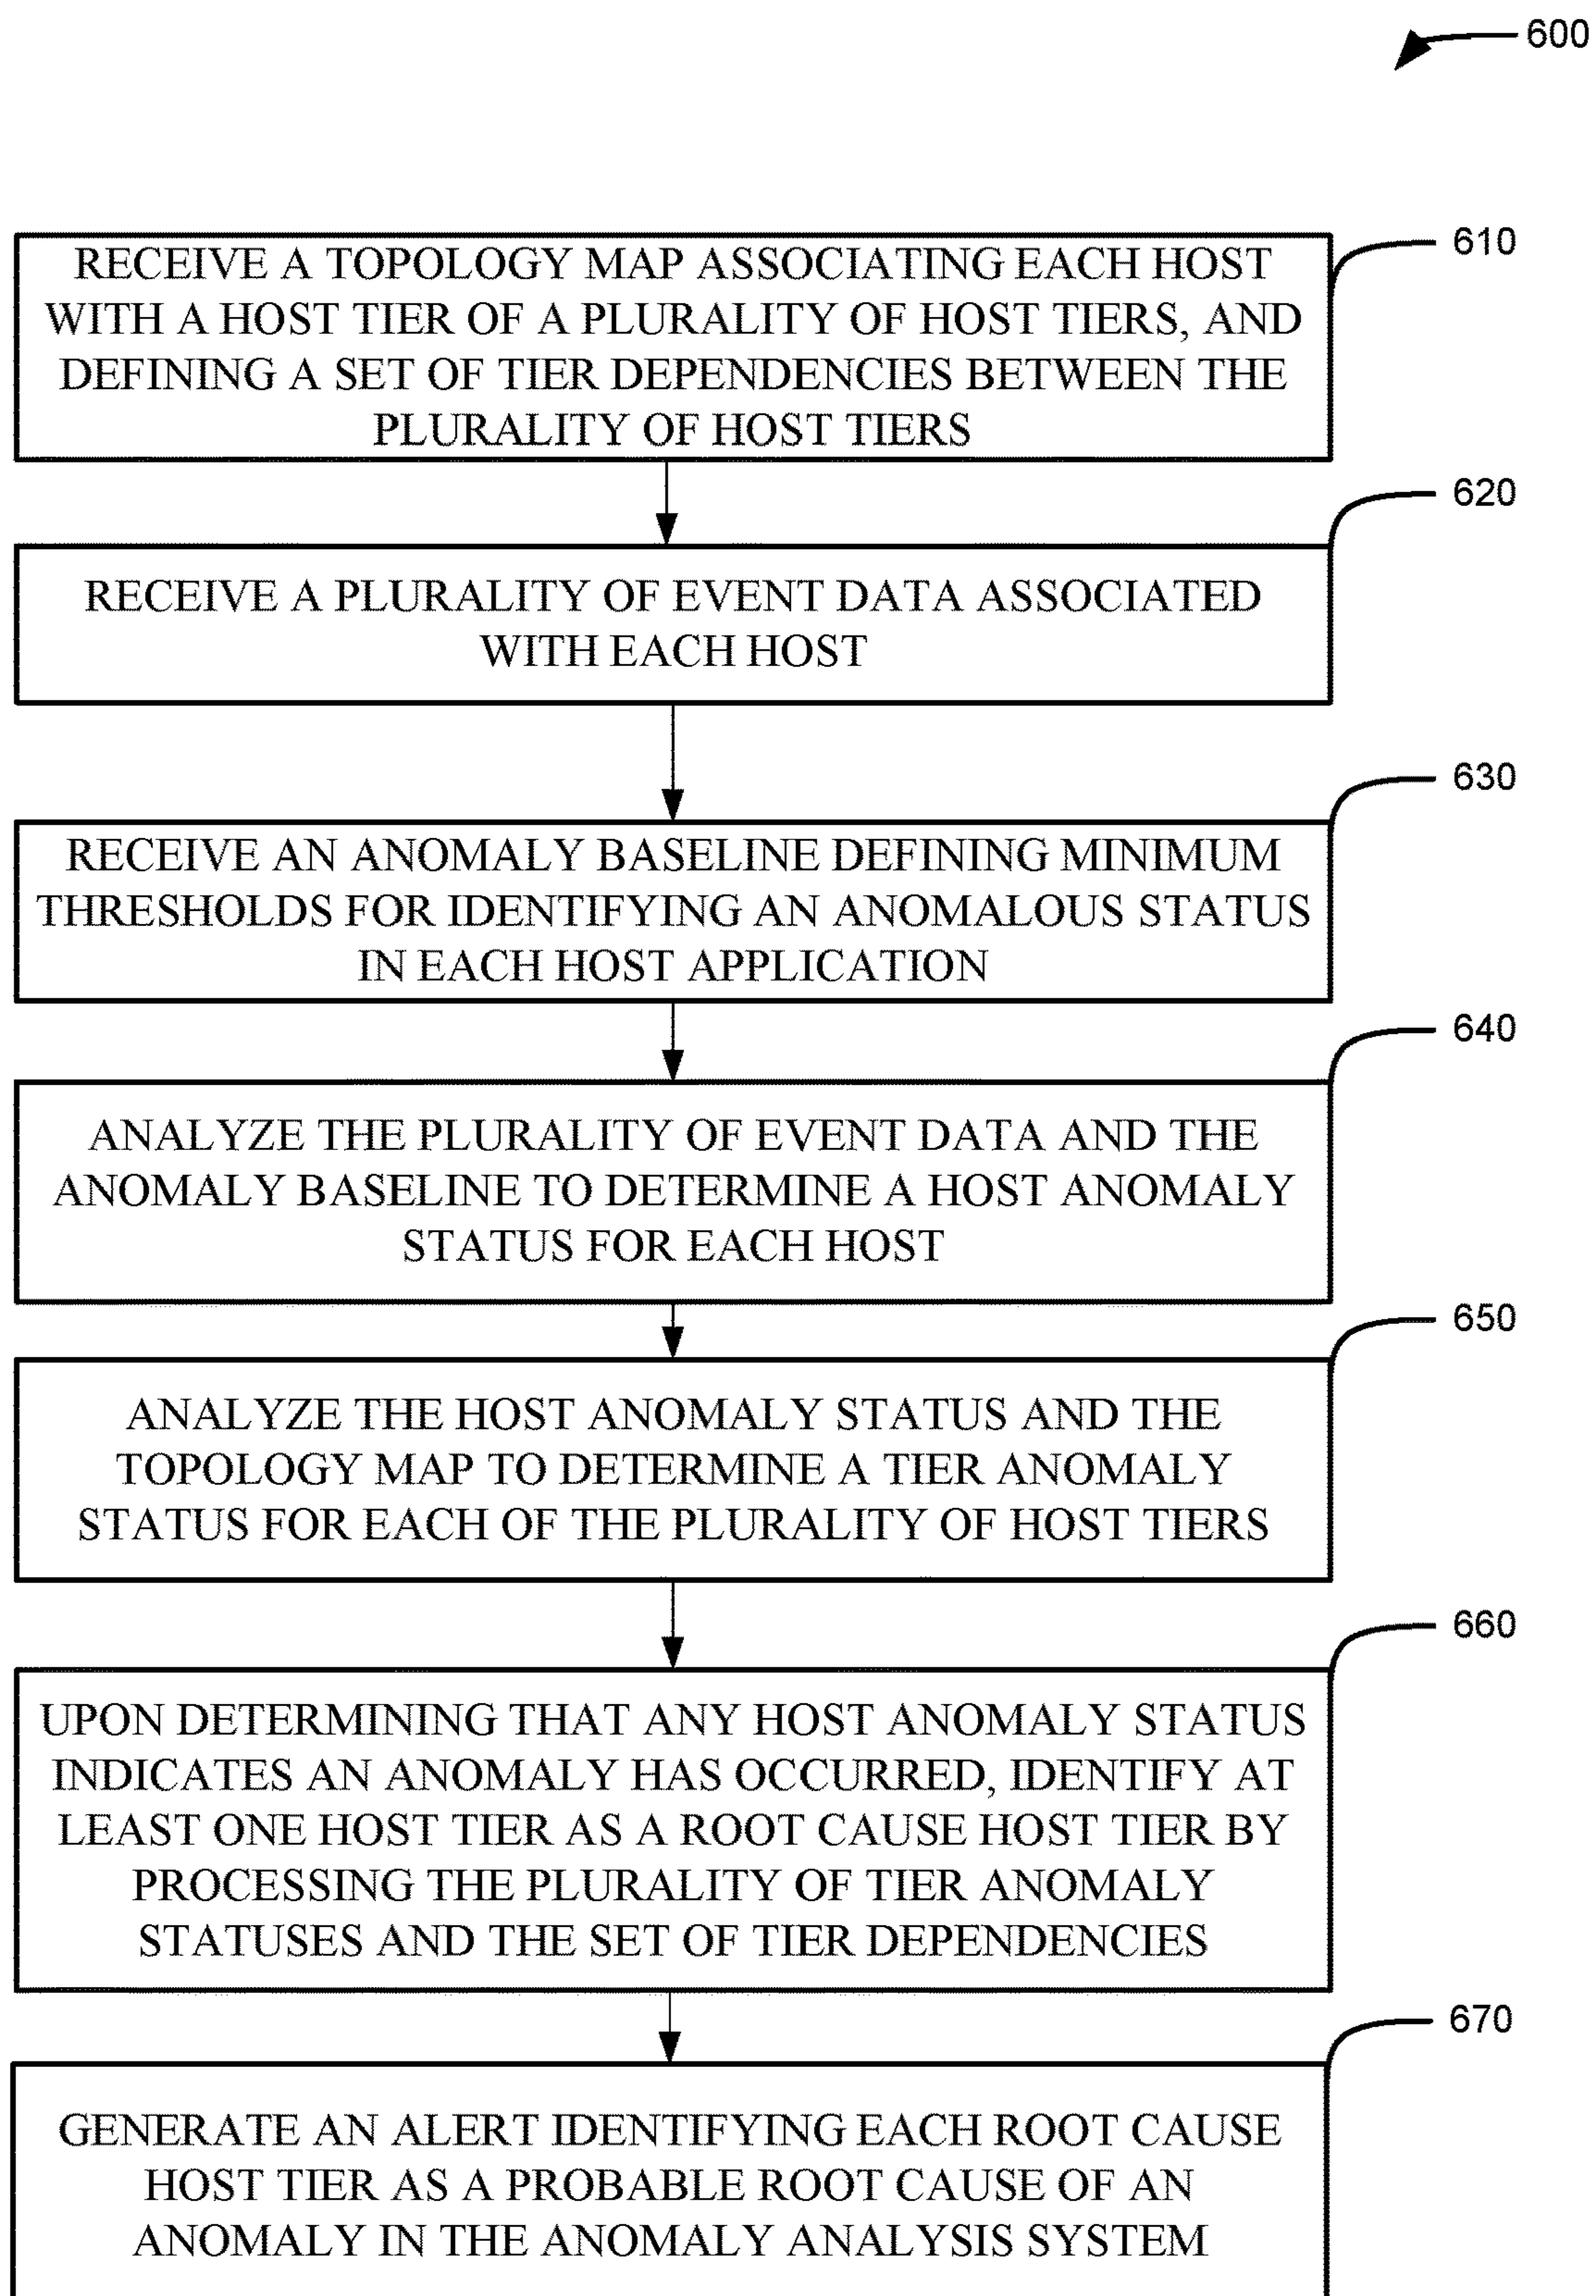 600
610
RECEIVE A TOPOLOGY MAP ASSOCIATING EACH HOST
WITH A HOST TIER OF A PLURALITY OF HOST TIERS, AND
DEFINING A SET OF TIER DEPENDENCIES BETWEEN THE
PLURALITY OF HOST TIERS
620
RECEIVE A PLURALITY OF EVENT DATA ASSOCIATED
WITH EACH HOST
630
RECEIVE AN ANOMALY BASELINE DEFINING MINIMUM
THRESHOLDS FOR IDENTIFYING AN ANOMALOUS STATUS
IN EACH HOST APPLICATION
640
ANALYZE THE PLURALITY OF EVENT DATA AND THE
ANOMALY BASELINE TO DETERMINE A HOST ANOMALY
STATUS FOR EACH HOST
650
ANALYZE THE HOST ANOMALY STATUS AND THE
TOPOLOGY MAP TO DETERMINE A TIER ANOMALY
STATUS FOR EACH OF THE PLURALITY OF HOST TIERS
660
UPON DETERMINING THAT ANY HOST ANOMALY STATUS
INDICATES AN ANOMALY HAS OCCURRED, IDENTIFY AT
LEAST ONE HOST TIER AS A ROOT CAUSE HOST TIER BY
PROCESSING THE PLURALITY OF TIER ANOMALY
STATUSES AND THE SET OF TIER DEPENDENCIES
670
GENERATE AN ALERT IDENTIFYING EACH ROOT CAUSE
HOST TIER AS A PROBABLE ROOT CAUSE OF AN
ANOMALY IN THE ANOMALY ANALYSIS SYSTEM